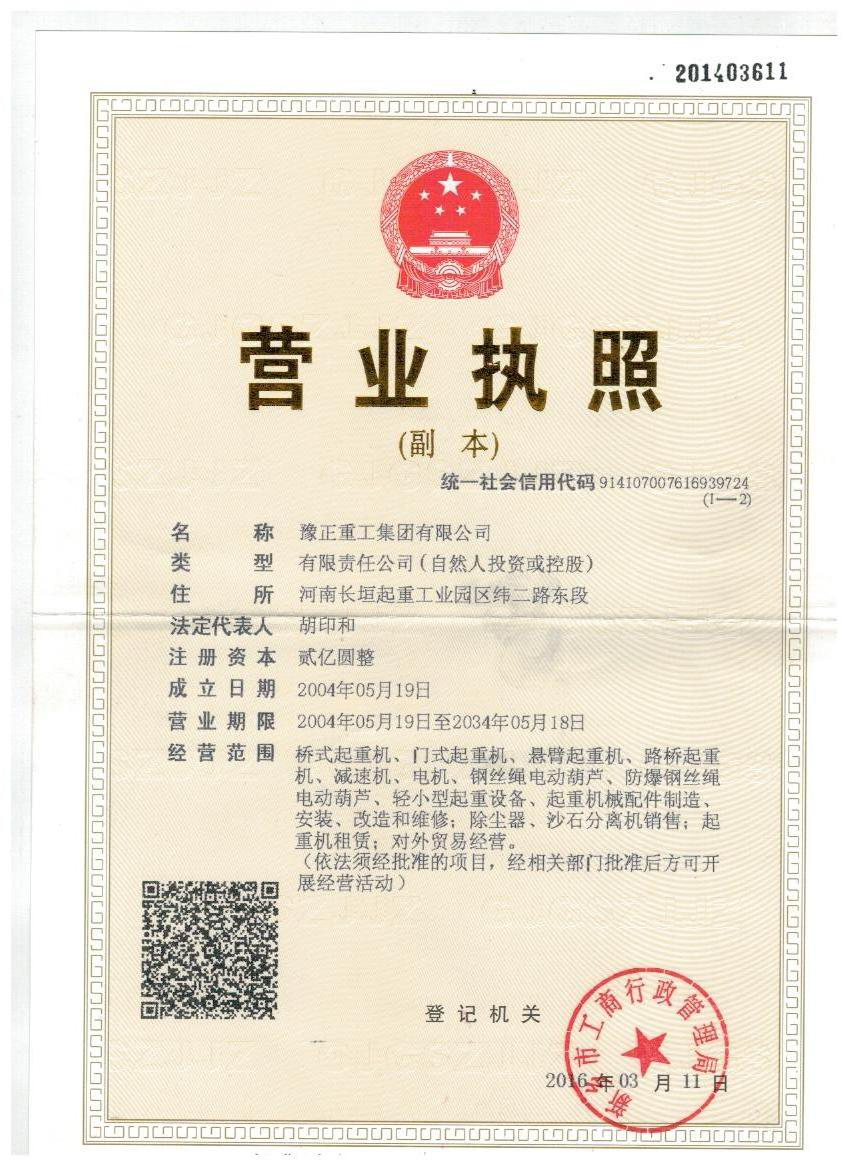 201403611
营业执照
(副 本)
统一社会信用代码 914107007616939724
(1—2)
名 称 豫正重工集团有限公司
类 型 有限责任公司(自然人投资或控股)
住 所 河南长垣起重工业园区纬二路东段
法定代表人 胡印和
注册资本 贰亿圆整
成立日期 2004年05月19日
营业期限 2004年05月19日至2034年05月18日
经营范围 桥式起重机、门式起重机、悬臂起重机、路桥起重
机、减速机、电机、钢丝绳电动葫芦、防爆钢丝绳
电动葫芦、轻小型起重设备、起重机械配件制造、
安装、改造和维修；除尘器、沙石分离机销售；起
重机租赁；对外贸易经营。
（依法须经批准的项目，经相关部门批准后方可开
展经营活动）
登记机关
新乡市工商行政管理局
2016年03月11日